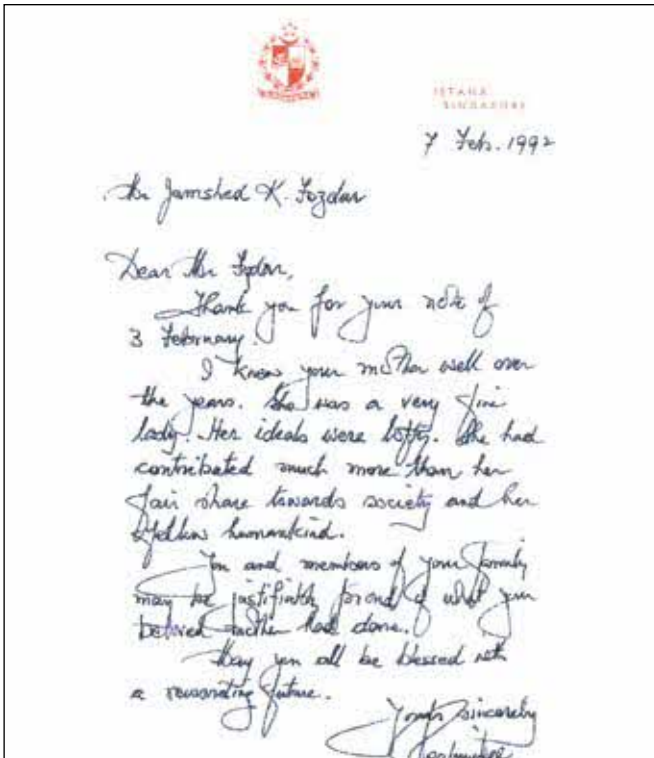 ISTANA
SINGAPORE
7 Feb. 1992
Mr Jamshed K. Fozdar
Dear Mr Fozdar,
Thank you for your note of
3 February.
I knew your mother well over
the years. She was a very fine
lady. Her ideals were lofty. She had
contributed much more than her
fair share towards society and her
fellow humankind.
You and members of your family
may be justifiably proud of what your
beloved mother had done.
May you all be blessed with
a rewarding future.
Yours sincerely